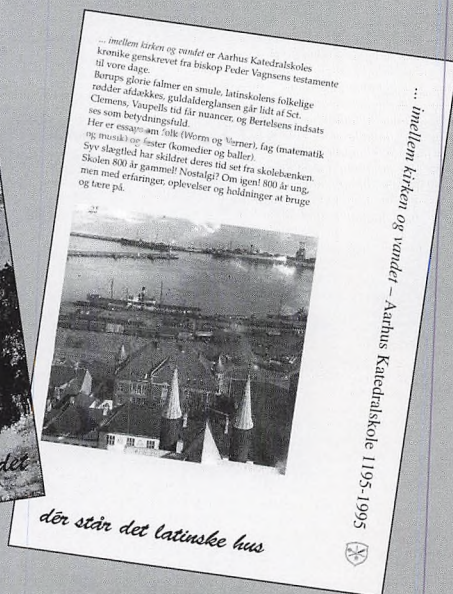 ... imellem kirken og vandet er Aarhus Katedralskoles
krønike genskrevet fra biskop Peder Vagnsens testamente
til vore dage.
Børups glorie falmer en smule, latinskolens folkelige
rødder afdækkes, guldalderglansen går lidt af Sct.
Clemens, Vaupells tid får nuancer, og Bertelsens indsats
ses som betydningsfuld.
Her er essays om folk (Worm og Verner), fag (matematik
og musik) og fester (komedier og baller).
Syv slægtled har skildret deres tid set fra skolebænken.
Skolen 800 år gammel! Nostalgi? Om igen! 800 år ung,
men med erfaringer, oplevelser og holdninger at bruge
og tære på.
dér står det latinske hus
... imellem kirken og vandet – Aarhus Katedralskole 1195-1995
det